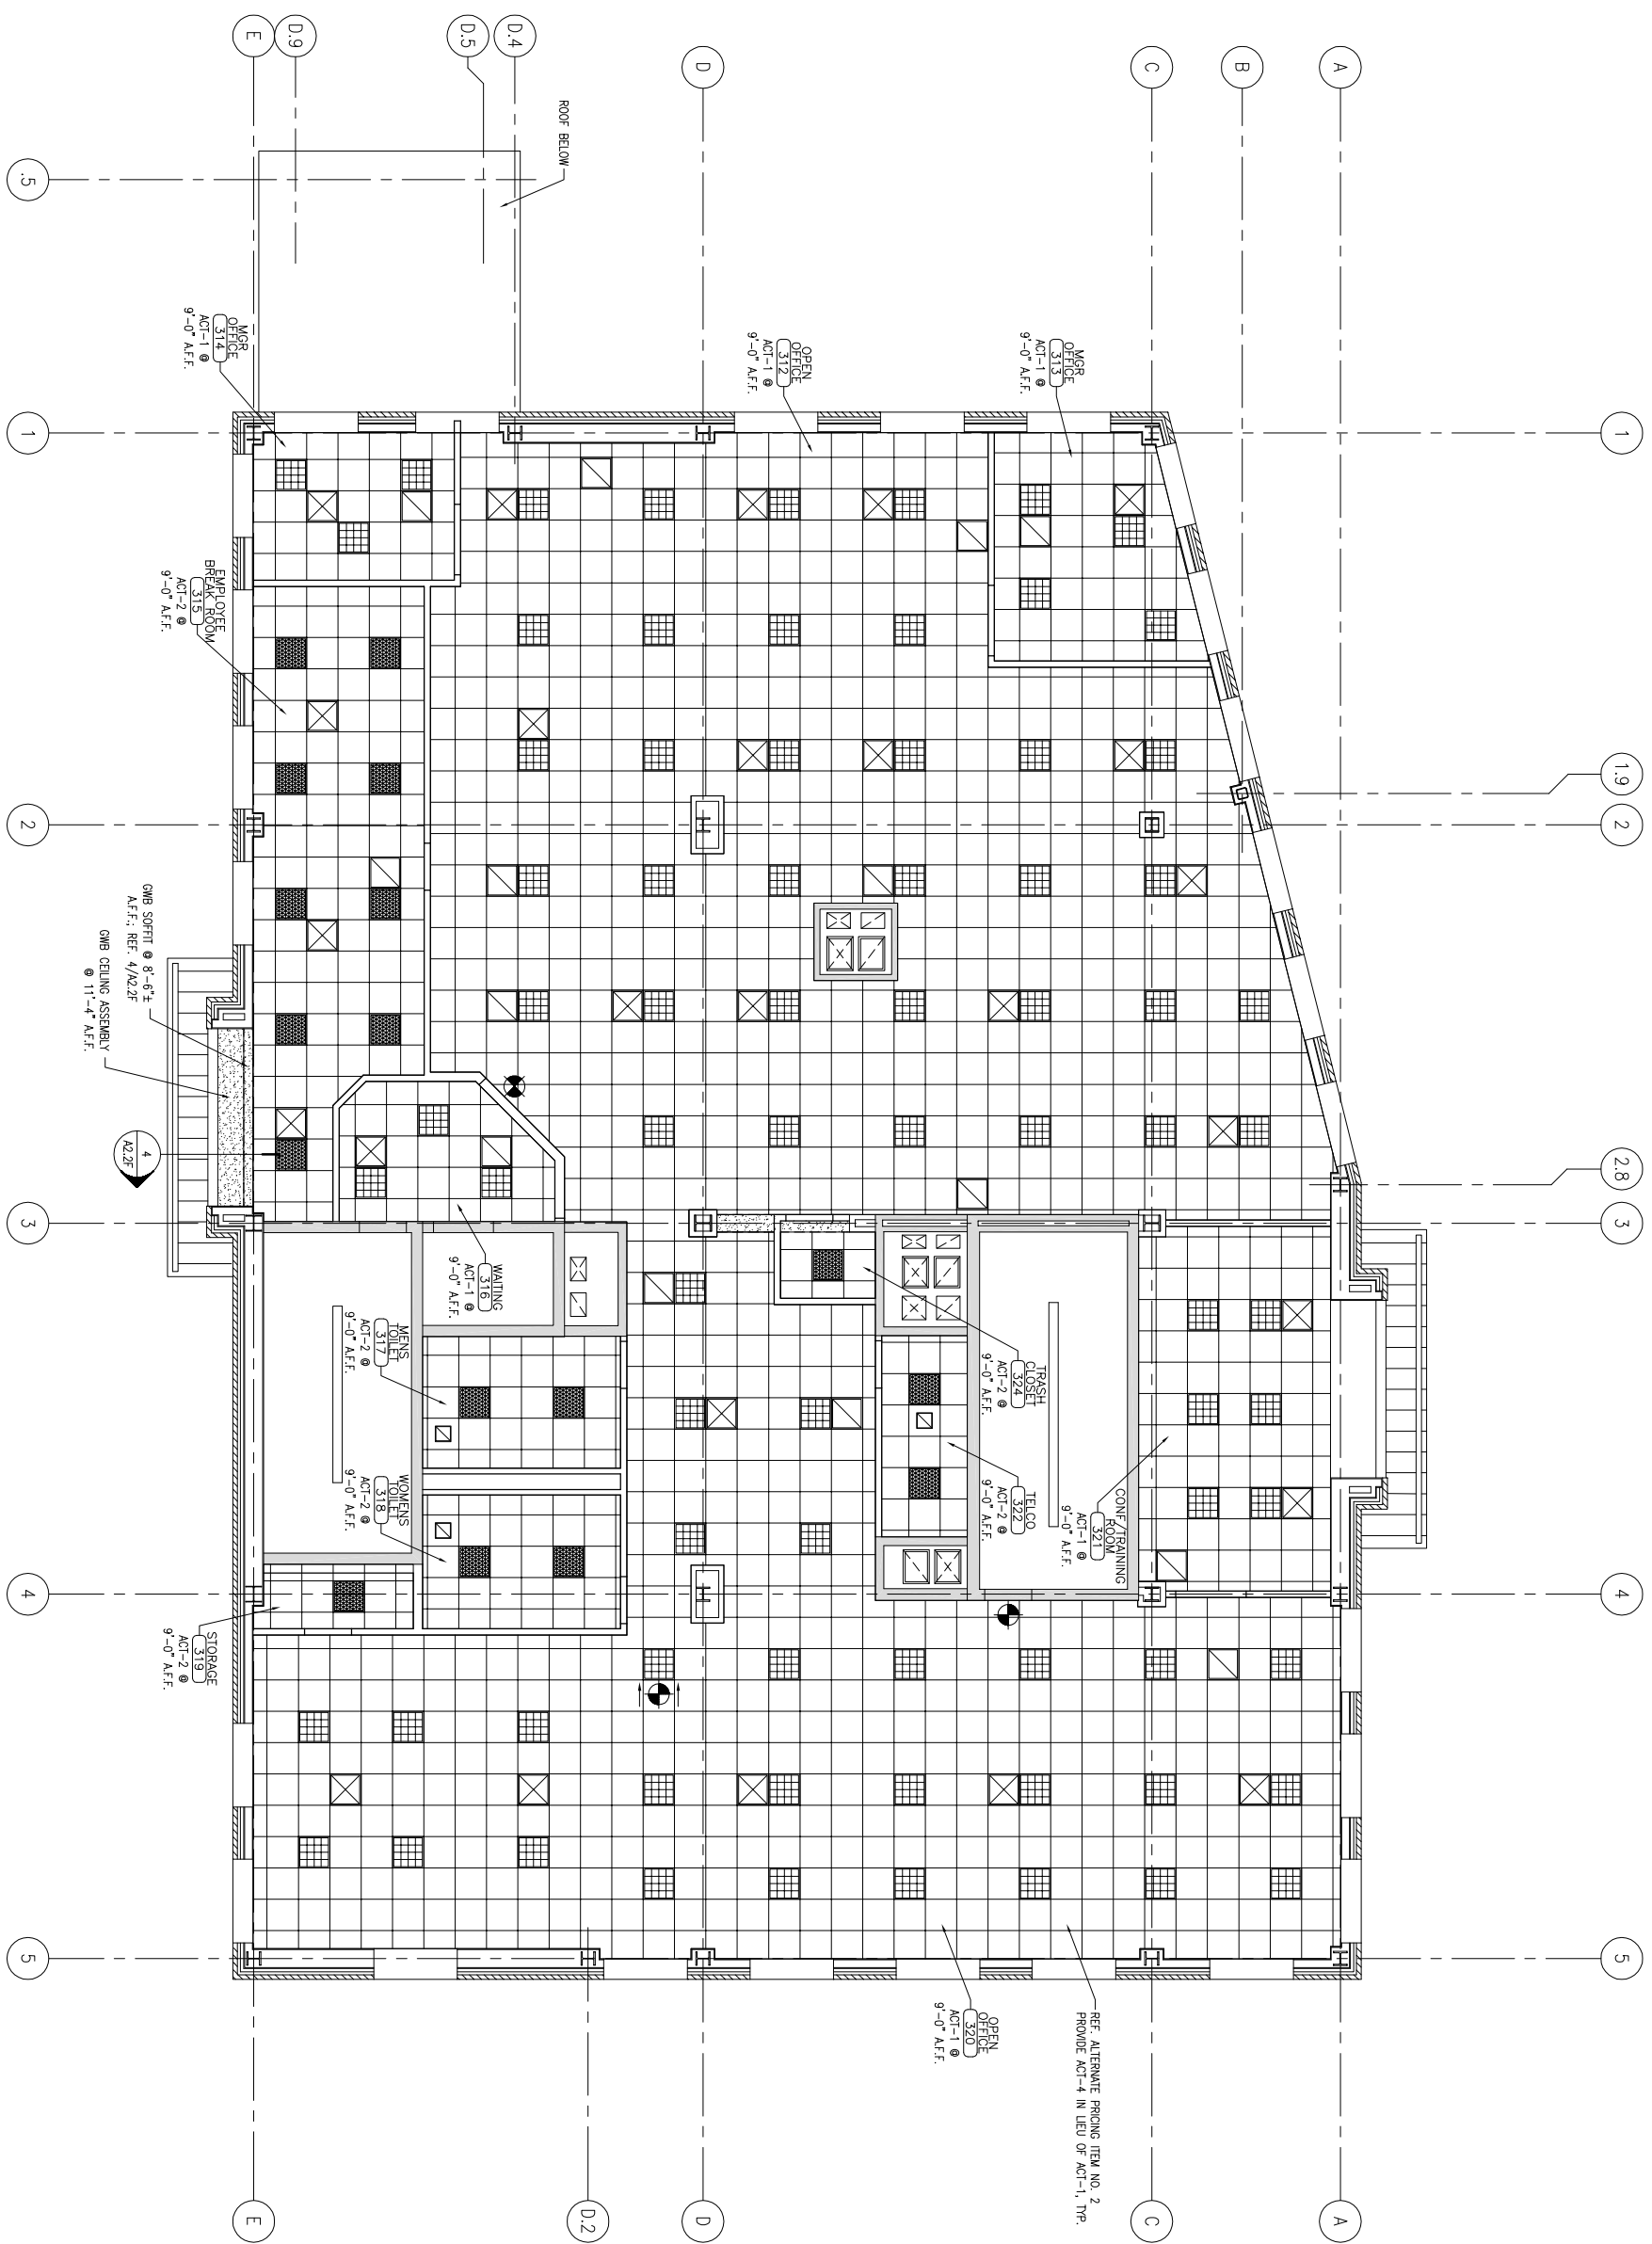 E
D.9
D.5
D.4
D
C
B
A
ROOF BELOW
.5
1
2
3
4
5
1
1.9
2
2.8
3
4
5
MGR
OFFICE
314
ACT-1 @
9'-0" A.F.F.
OPEN
OFFICE
312
ACT-1 @
9'-0" A.F.F.
MGR
OFFICE
313
ACT-1 @
9'-0" A.F.F.
EMPLOYEE
BREAK ROOM
315
ACT-2 @
9'-0" A.F.F.
GWB SOFFIT @ 8'-6"±
A.F.F.; REF. 4/A2.2F
GWB CEILING ASSEMBLY
@ 11'-4" A.F.F.
4
A2.2F
WAITING
316
ACT-1 @
9'-0" A.F.F.
MENS
TOILET
317
ACT-2 @
9'-0" A.F.F.
WOMENS
TOILET
318
ACT-2 @
9'-0" A.F.F.
STORAGE
319
ACT-2 @
9'-0" A.F.F.
TRASH
CLOSET
324
ACT-2 @
9'-0" A.F.F.
TELCO
322
ACT-2 @
9'-0" A.F.F.
CONF/TRAINING
ROOM
321
ACT-1 @
9'-0" A.F.F.
OPEN
OFFICE
320
ACT-1 @
9'-0" A.F.F.
REF. ALTERNATE PRICING ITEM NO. 2
PROVIDE ACT-4 IN LIEU OF ACT-1, TYP.
E
D.2
D
C
A